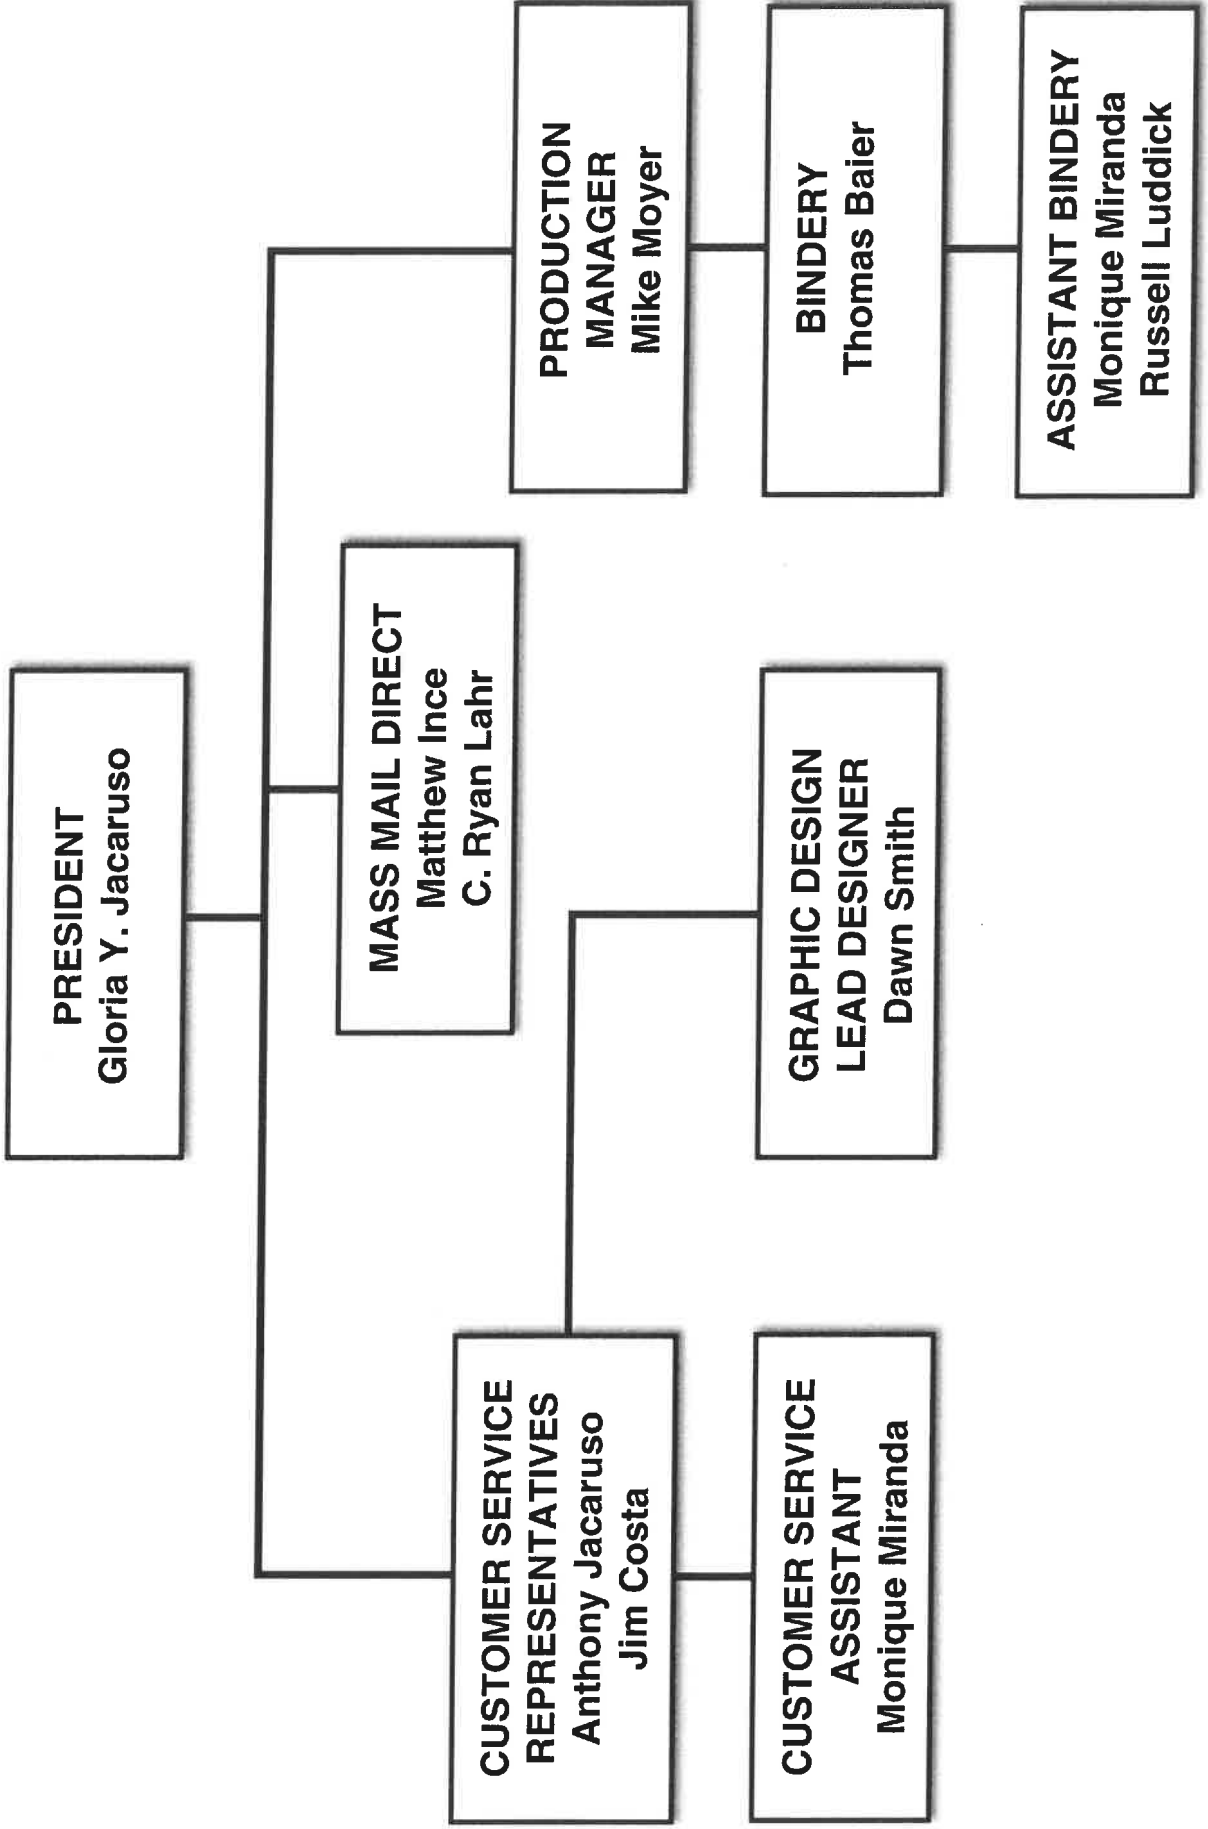 PRESIDENT
Gloria Y. Jacaruso
MASS MAIL DIRECT
Matthew Ince
C. Ryan Lahr
CUSTOMER SERVICE
REPRESENTATIVES
Anthony Jacaruso
Jim Costa
PRODUCTION
MANAGER
Mike Moyer
CUSTOMER SERVICE
ASSISTANT
Monique Miranda
GRAPHIC DESIGN
LEAD DESIGNER
Dawn Smith
BINDERY
Thomas Baier
ASSISTANT BINDERY
Monique Miranda
Russell Luddick